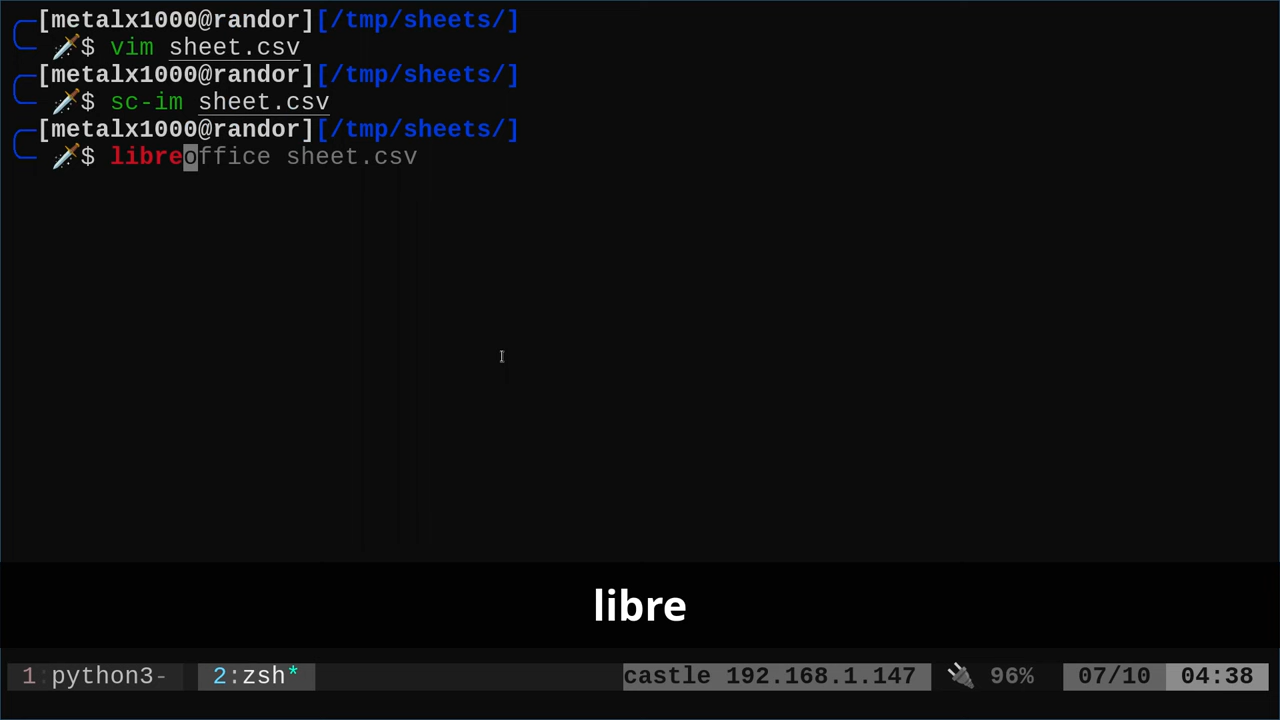 [metalx1000@randor][/tmp/sheets/]
$ vim sheet.csv
[metalx1000@randor][/tmp/sheets/]
$ sc-im sheet.csv
[metalx1000@randor][/tmp/sheets/]
$ libreoffice sheet.csv
libre
1:python3- 2:zsh* castle 192.168.1.147 96% 07/10 04:38